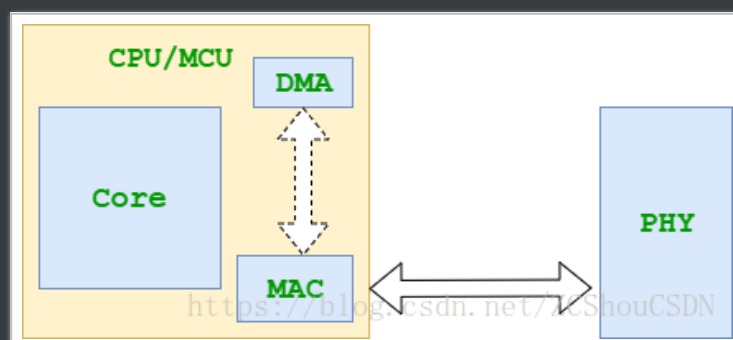 CPU/MCU
DMA
Core
PHY
MAC
https://blog.csdn.net/ZCShouCSDN